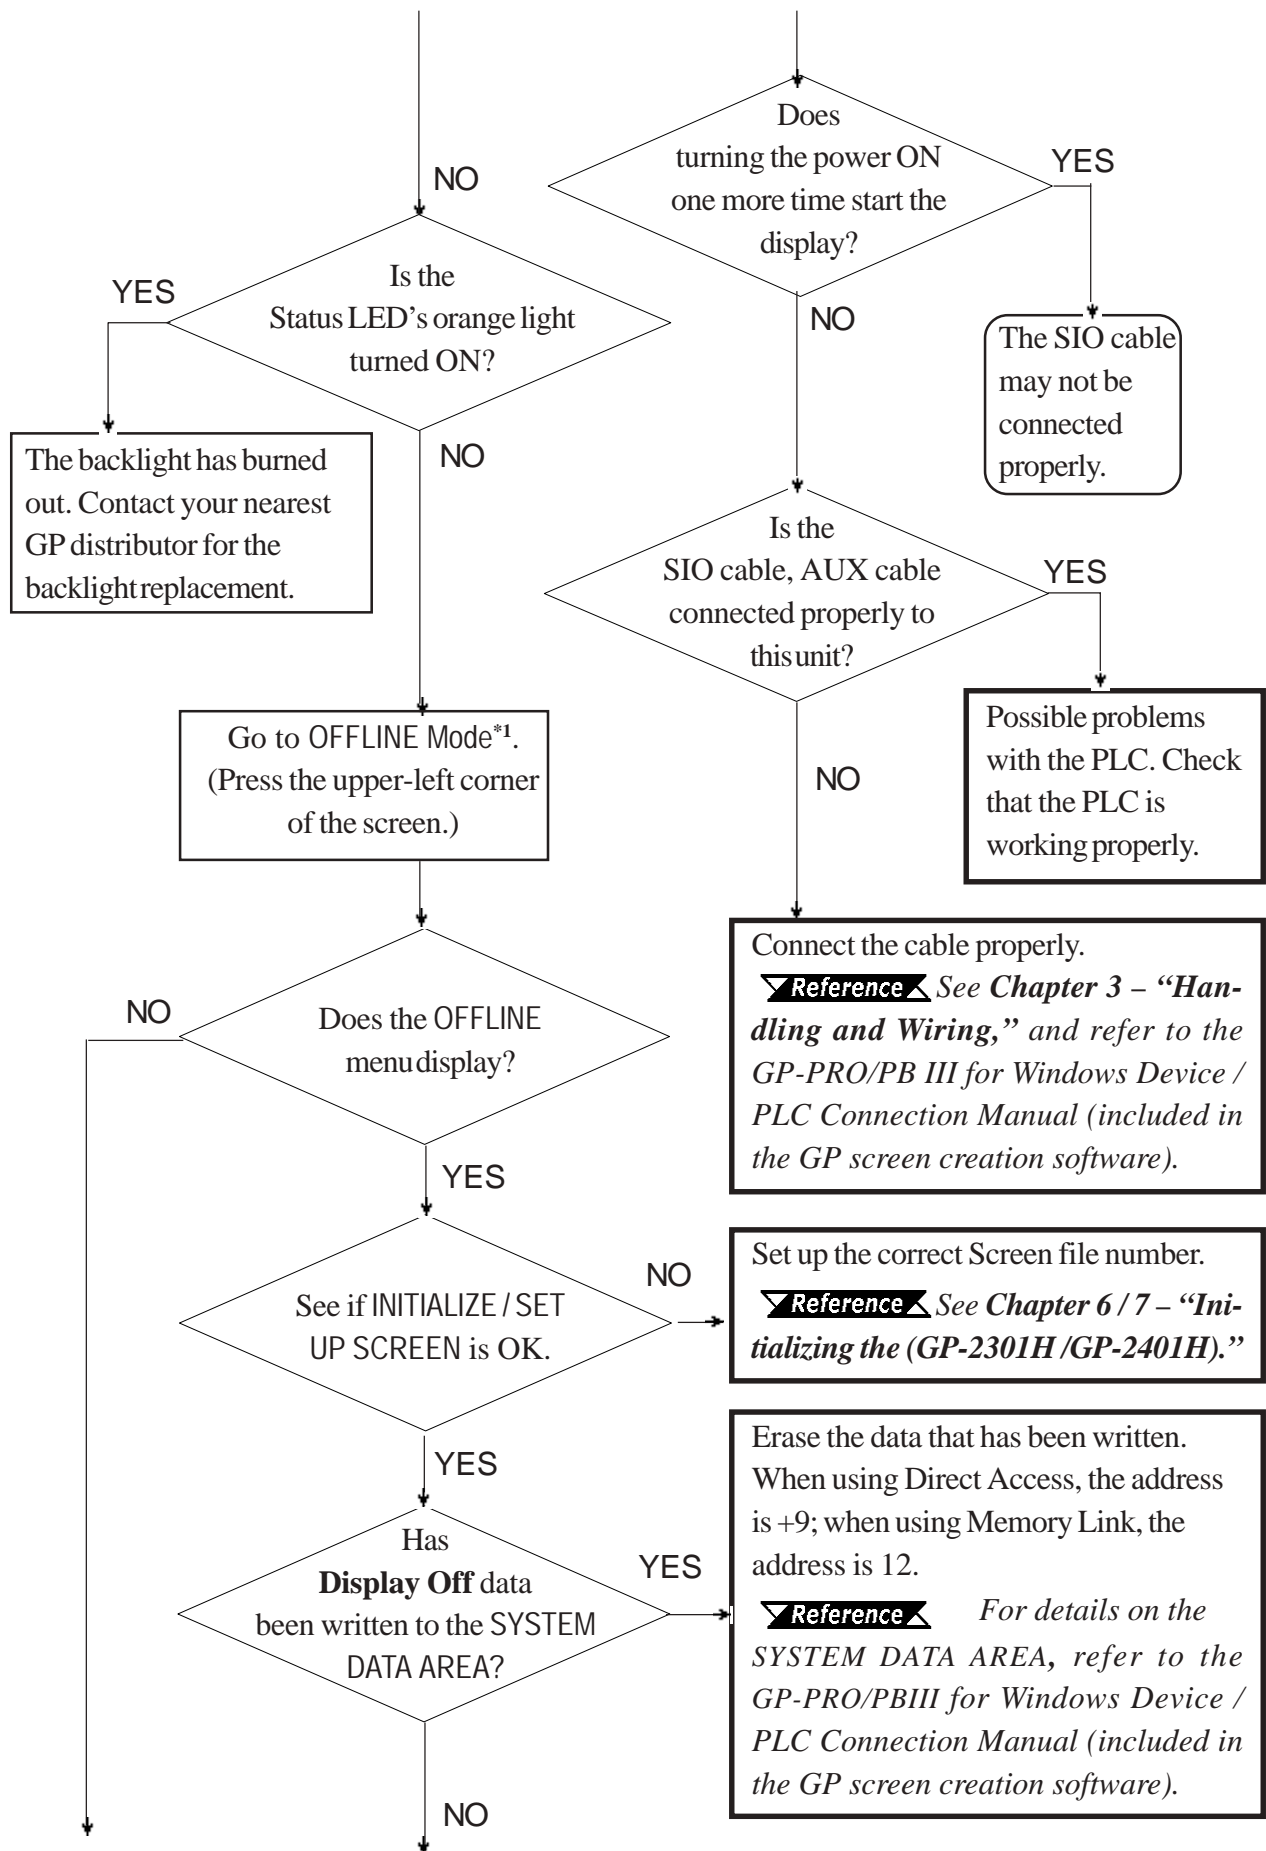 NO
Is the
Status LED’s orange light
turned ON?
YES
The backlight has burned
out. Contact your nearest
GP distributor for the
backlight replacement.
NO
Go to OFFLINE Mode*1.
(Press the upper-left corner
of the screen.)
Does the OFFLINE
menu display?
NO
YES
See if INITIALIZE / SET
UP SCREEN is OK.
NO
Set up the correct Screen file number.
Reference See Chapter 6 / 7 – “Ini-
tializing the (GP-2301H /GP-2401H).”
YES
Has
Display Off data
been written to the SYSTEM
DATA AREA?
YES
Erase the data that has been written.
When using Direct Access, the address
is +9; when using Memory Link, the
address is 12.
Reference For details on the
SYSTEM DATA AREA, refer to the
GP-PRO/PBIII for Windows Device /
PLC Connection Manual (included in
the GP screen creation software).
NO
Does
turning the power ON
one more time start the
display?
YES
The SIO cable
may not be
connected
properly.
NO
Is the
SIO cable, AUX cable
connected properly to
this unit?
YES
Possible problems
with the PLC. Check
that the PLC is
working properly.
NO
Connect the cable properly.
Reference See Chapter 3 – “Han-
dling and Wiring,” and refer to the
GP-PRO/PB III for Windows Device /
PLC Connection Manual (included in
the GP screen creation software).